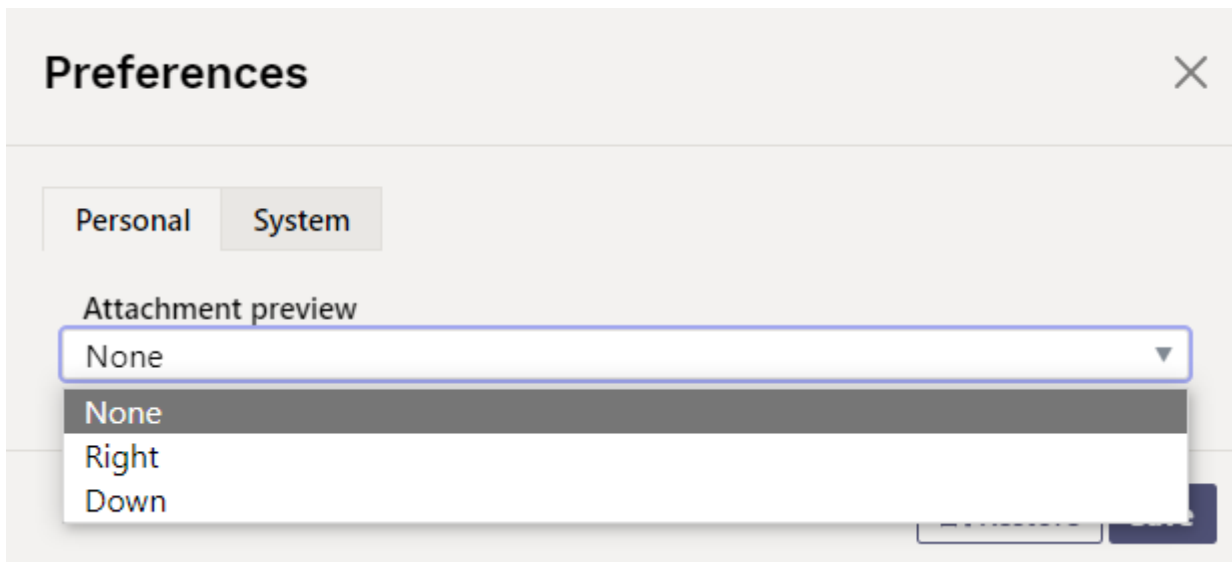 Preferences
Personal System
Attachment preview
None
None
Right
Down